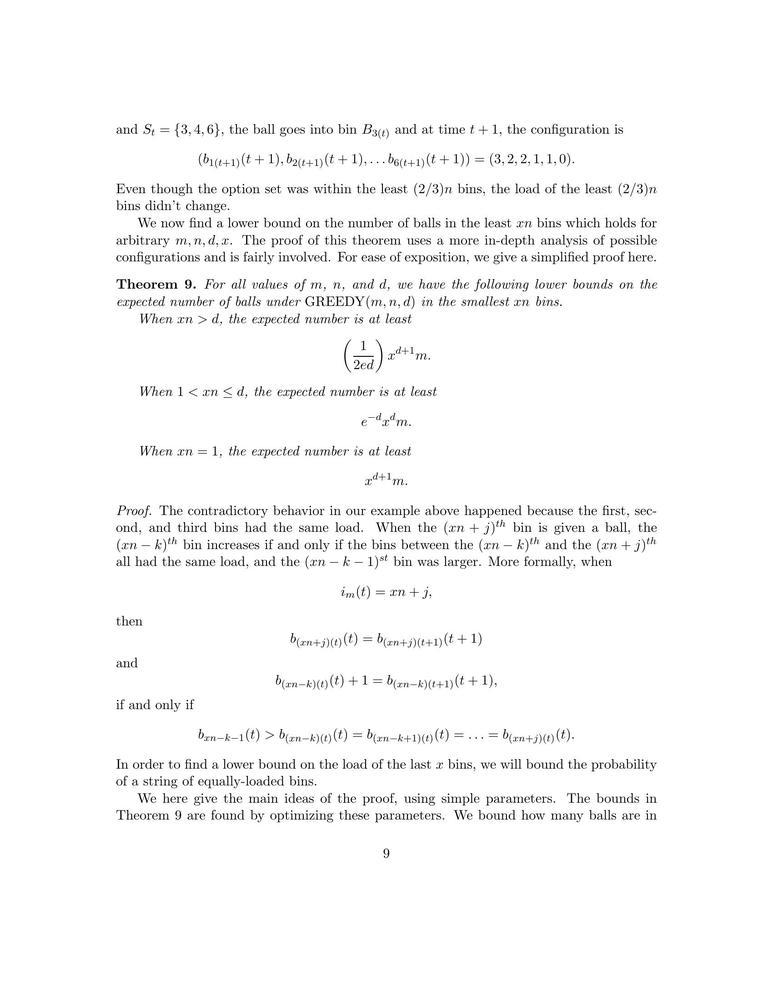 and S_t = {3, 4, 6}, the ball goes into bin B_{3(t)} and at time t + 1, the configuration is
(b_{1(t+1)}(t + 1), b_{2(t+1)}(t + 1), . . . b_{6(t+1)}(t + 1)) = (3, 2, 2, 1, 1, 0).
Even though the option set was within the least (2/3)n bins, the load of the least (2/3)n
bins didn't change.
We now find a lower bound on the number of balls in the least xn bins which holds for
arbitrary m, n, d, x. The proof of this theorem uses a more in-depth analysis of possible
configurations and is fairly involved. For ease of exposition, we give a simplified proof here.
Theorem 9. For all values of m, n, and d, we have the following lower bounds on the
expected number of balls under GREEDY(m, n, d) in the smallest xn bins.
When xn > d, the expected number is at least
(1/2ed) x^{d+1}m.
When 1 < xn ≤ d, the expected number is at least
e^{-d}x^d m.
When xn = 1, the expected number is at least
x^{d+1}m.
Proof. The contradictory behavior in our example above happened because the first, sec-
ond, and third bins had the same load. When the (xn + j)^{th} bin is given a ball, the
(xn − k)^{th} bin increases if and only if the bins between the (xn − k)^{th} and the (xn + j)^{th}
all had the same load, and the (xn − k − 1)^{st} bin was larger. More formally, when
i_m(t) = xn + j,
then
b_{(xn+j)(t)}(t) = b_{(xn+j)(t+1)}(t + 1)
and
b_{(xn−k)(t)}(t) + 1 = b_{(xn−k)(t+1)}(t + 1),
if and only if
b_{xn−k−1}(t) > b_{(xn−k)(t)}(t) = b_{(xn−k+1)(t)}(t) = . . . = b_{(xn+j)(t)}(t).
In order to find a lower bound on the load of the last x bins, we will bound the probability
of a string of equally-loaded bins.
We here give the main ideas of the proof, using simple parameters. The bounds in
Theorem 9 are found by optimizing these parameters. We bound how many balls are in
9